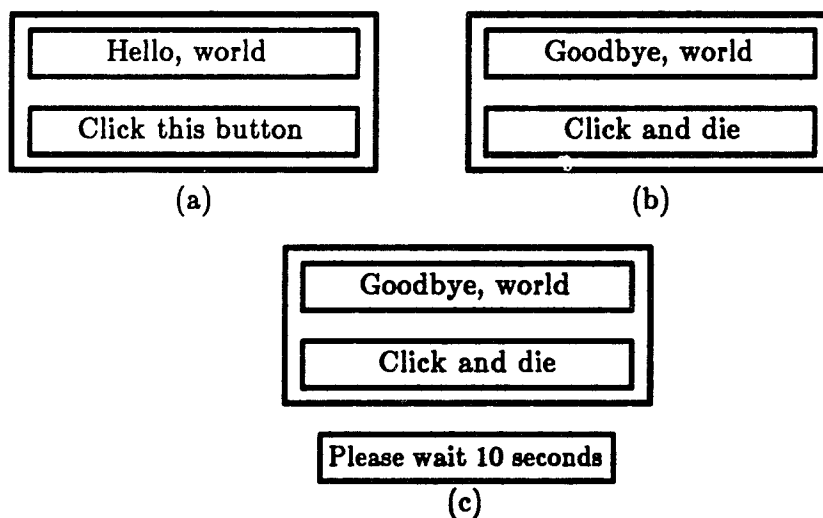 Hello, world
Click this button
(a)
Goodbye, world
Click and die
(b)
Goodbye, world
Click and die
Please wait 10 seconds
(c)